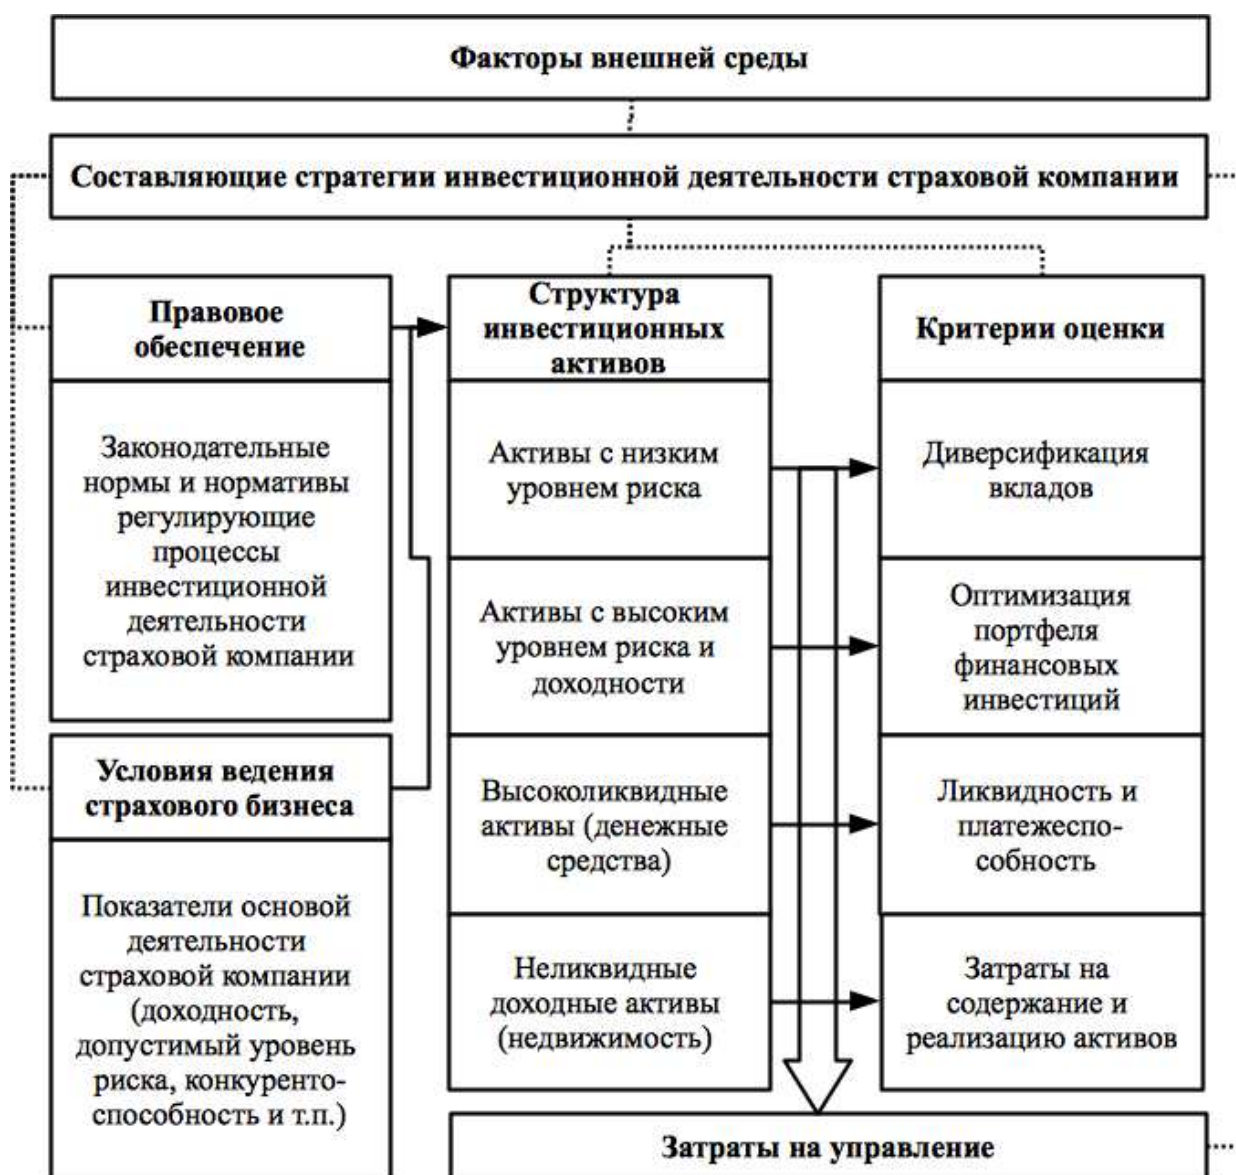 Факторы внешней среды
Составляющие стратегии инвестиционной деятельности страховой компании
Правовое
обеспечение
Законодательные
нормы и нормативы
регулирующие
процессы
инвестиционной
деятельности
страховой компании
Условия ведения
страхового бизнеса
Показатели основой
деятельности
страховой компании
(доходность,
допустимый уровень
риска, конкуренто-
способность и т.п.)
Структура
инвестиционных
активов
Активы с низким
уровнем риска
Активы с высоким
уровнем риска и
доходности
Высоколиквидные
активы (денежные
средства)
Неликвидные
доходные активы
(недвижимость)
Критерии оценки
Диверсификация
вкладов
Оптимизация
портфеля
финансовых
инвестиций
Ликвидность и
платежеспо-
собность
Затраты на
содержание и
реализацию активов
Затраты на управление